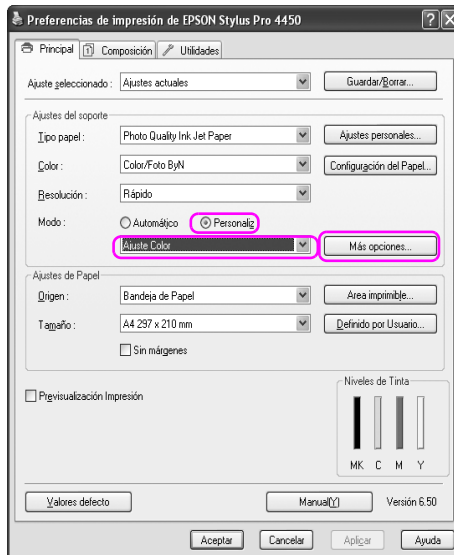 Preferencias de impresión de EPSON Stylus Pro 4450
Principal Composición Utilidades
Ajuste seleccionado : Ajustes actuales Guardar/Borrar...
Ajustes del soporte
Tipo papel : Photo Quality Ink Jet Paper Ajustes personales...
Color : Color/Foto ByN Configuración del Papel...
Resolución : Rápido
Modo : Automático Personaliz
Ajuste Color Más opciones...
Ajustes de Papel
Origen : Bandeja de Papel Area imprimible...
Tamaño : A4 297 x 210 mm Definido por Usuario...
Sin márgenes
Previsualización Impresión
Niveles de Tinta
MK C M Y
Valores defecto Manual(Y) Versión 6.50
Aceptar Cancelar Aplicar Ayuda